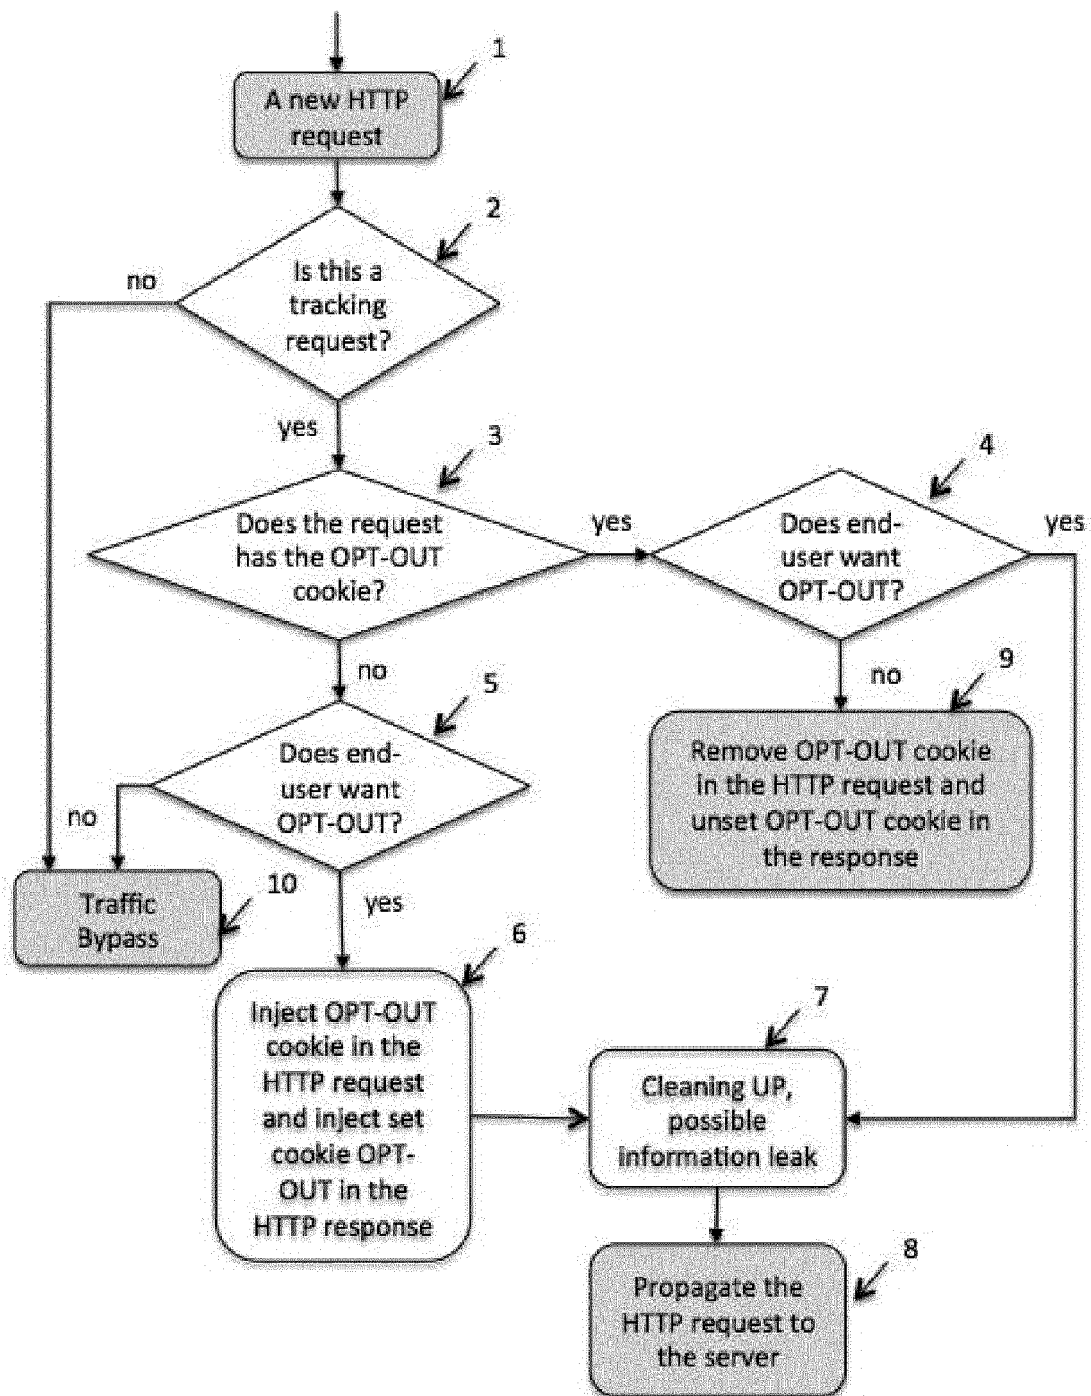 1
A new HTTP
request
2
no
Is this a
tracking
request?
yes
3
4
Does the request
has the OPT-OUT
cookie?
yes
Does end-
user want
OPT-OUT?
yes
no
5
no
9
Does end-
user want
OPT-OUT?
Remove OPT-OUT cookie
in the HTTP request and
unset OPT-OUT cookie in
the response
no
10
Traffic
Bypass
yes
6
Inject OPT-OUT
cookie in the
HTTP request
and inject set
cookie OPT-
OUT in the
HTTP response
7
Cleaning UP,
possible
information leak
8
Propagate the
HTTP request to
the server